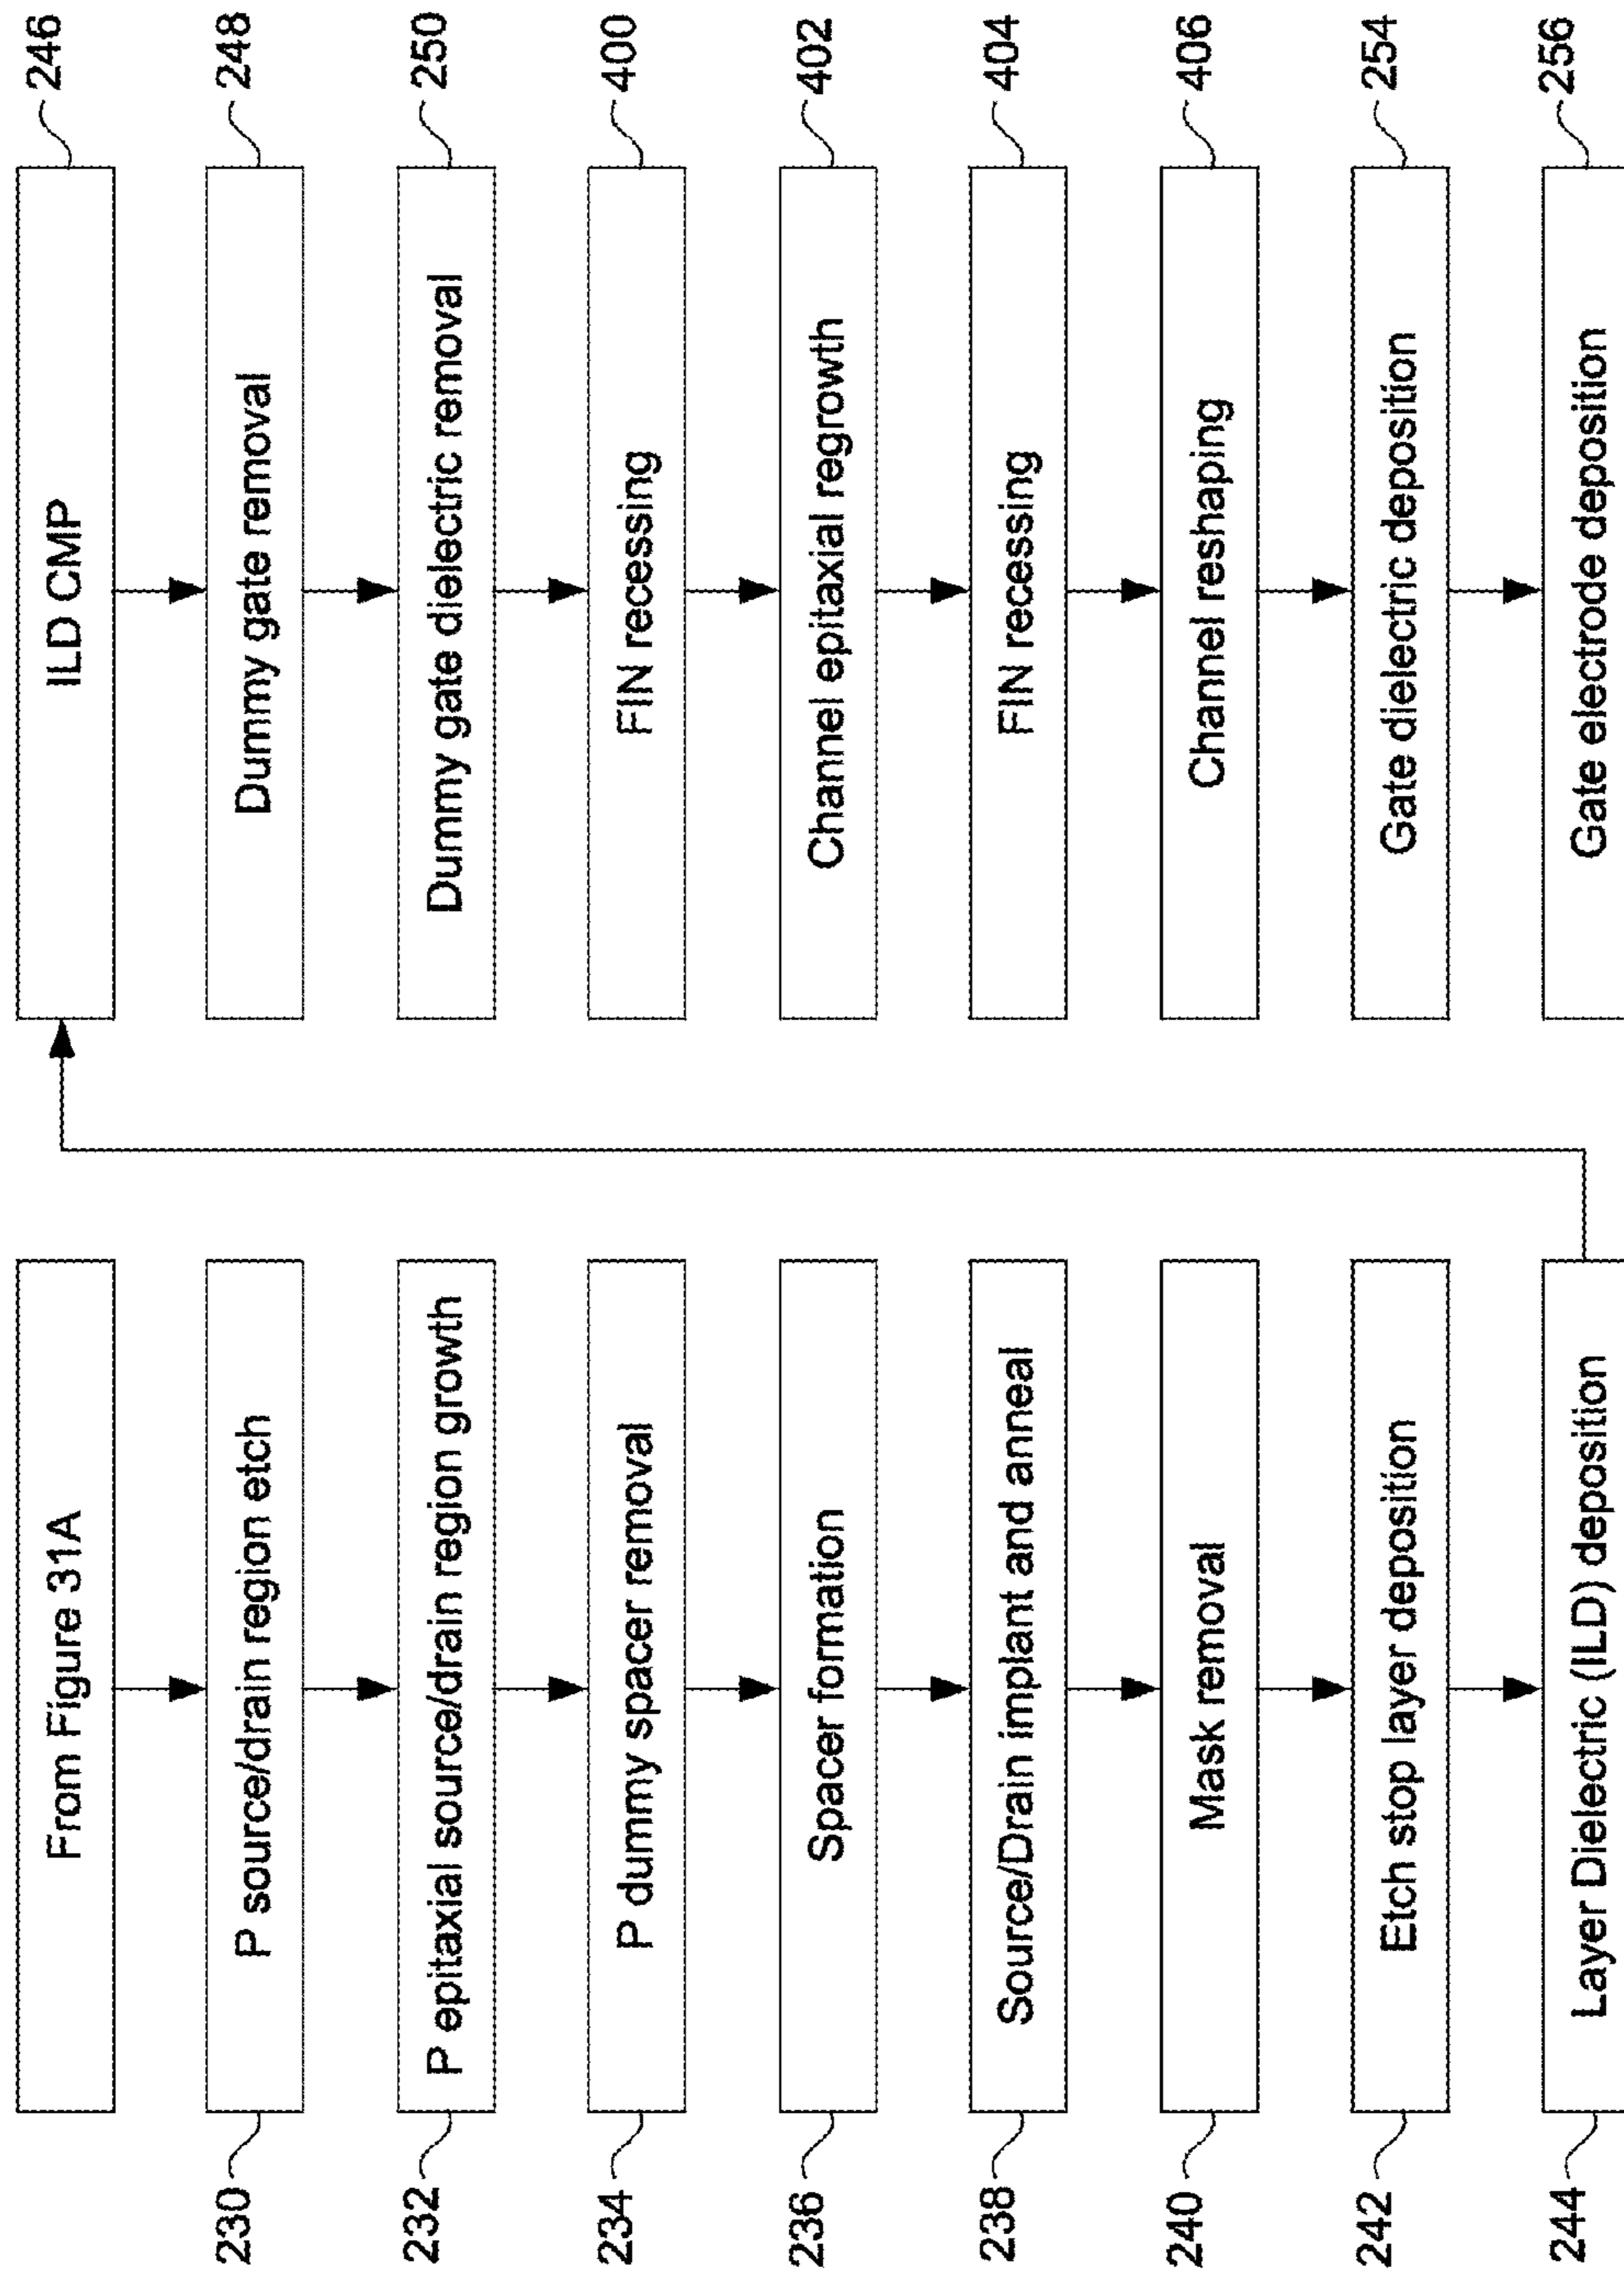 From Figure 31A
230
P source/drain region etch
232
P epitaxial source/drain region growth
234
P dummy spacer removal
236
Spacer formation
238
Source/Drain implant and anneal
240
Mask removal
242
Etch stop layer deposition
244
Layer Dielectric (ILD) deposition
ILD CMP
246
Dummy gate removal
248
Dummy gate dielectric removal
250
FIN recessing
400
Channel epitaxial regrowth
402
FIN recessing
404
Channel reshaping
406
Gate dielectric deposition
254
Gate electrode deposition
256